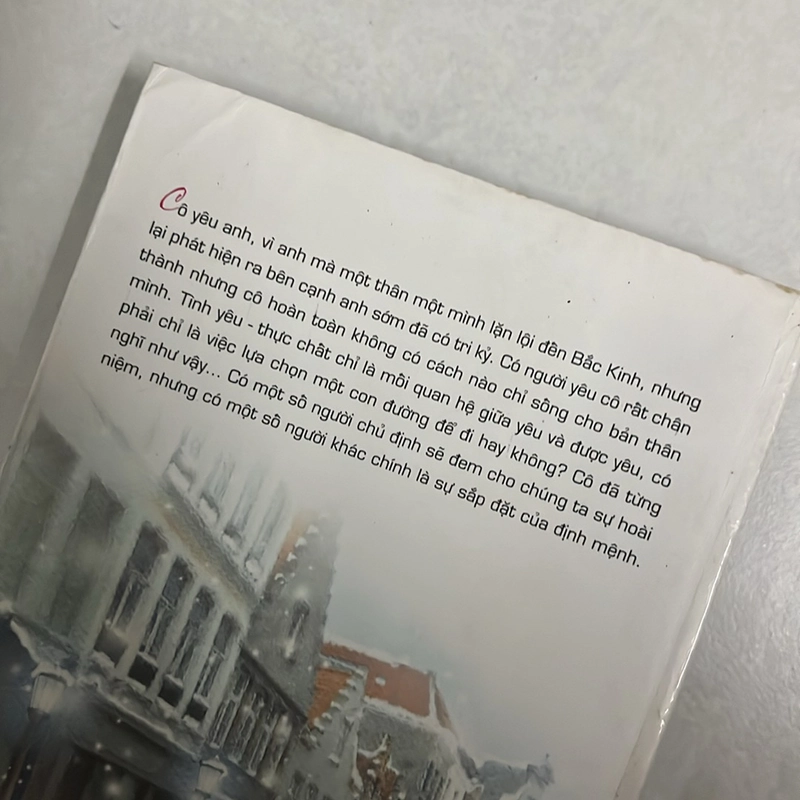 Cô yêu anh, vì anh mà một thân một mình lặn lội đến Bắc Kinh, nhưng
lại phát hiện ra bên cạnh anh sớm đã có tri kỷ. Có người yêu cô rất chân
thành nhưng cô hoàn toàn không có cách nào chỉ sống cho bản thân
mình. Tình yêu - thực chất chỉ là mối quan hệ giữa yêu và được yêu, có
phải chỉ là việc lựa chọn một con đường để đi hay không? Cô đã từng
nghĩ như vậy... Có một số người chủ định sẽ đem cho chúng ta sự hoài
niệm, nhưng có một số người khác chính là sự sắp đặt của định mệnh.